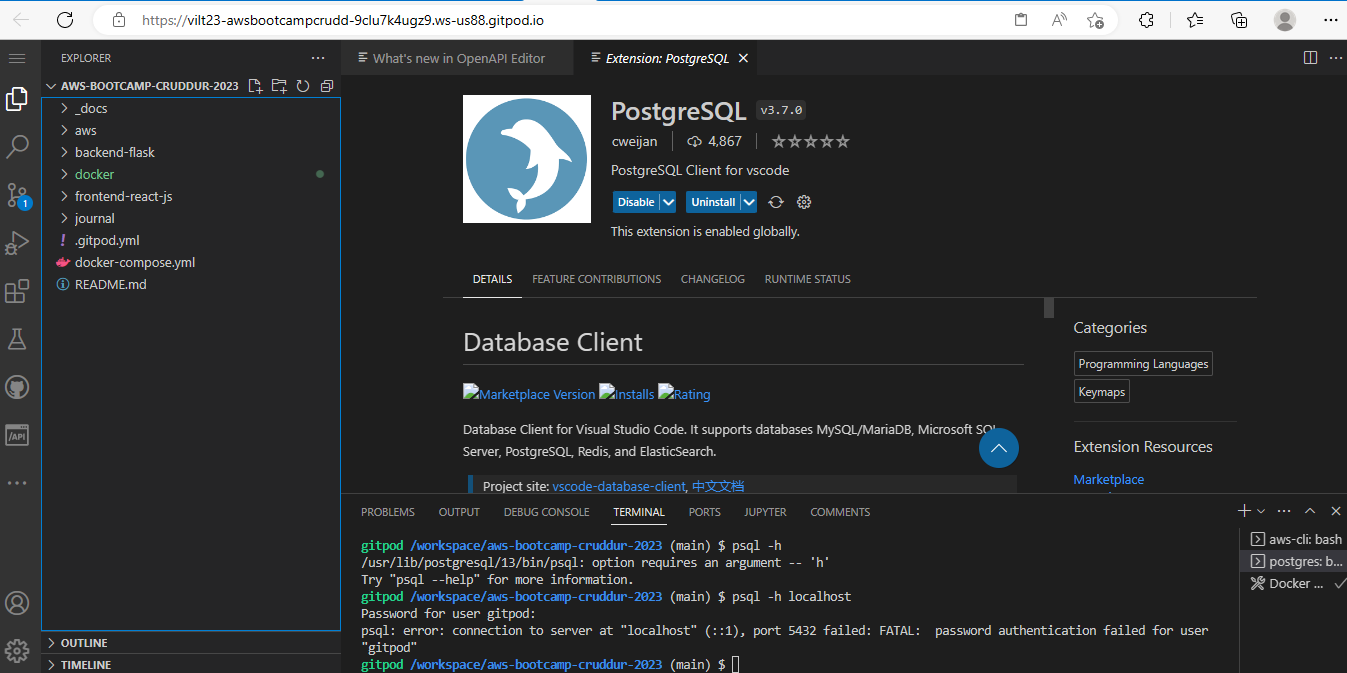 https://vilt23-awsbootcampcrudd-9clu7k4ugz9.ws-us88.gitpod.io
EXPLORER
AWS-BOOTCAMP-CRUDDUR-2023
_docs
aws
backend-flask
docker
frontend-react-js
journal
.gitpod.yml
docker-compose.yml
README.md
OUTLINE
TIMELINE
1
/API
What's new in OpenAPI Editor
Extension: PostgreSQL
PostgreSQL v3.7.0
cweijan 4,867
PostgreSQL Client for vscode
Disable Uninstall
This extension is enabled globally.
DETAILS FEATURE CONTRIBUTIONS CHANGELOG RUNTIME STATUS
Database Client
Marketplace Version Installs Rating
Database Client for Visual Studio Code. It supports databases MySQL/MariaDB, Microsoft SQL
Server, PostgreSQL, Redis, and ElasticSearch.
Project site: vscode-database-client, 中文文档
Categories
Programming Languages
Keymaps
Extension Resources
Marketplace
PROBLEMS OUTPUT DEBUG CONSOLE TERMINAL PORTS JUPYTER COMMENTS
gitpod /workspace/aws-bootcamp-cruddur-2023 (main) $ psql -h
/usr/lib/postgresql/13/bin/psql: option requires an argument -- 'h'
Try "psql --help" for more information.
gitpod /workspace/aws-bootcamp-cruddur-2023 (main) $ psql -h localhost
Password for user gitpod:
psql: error: connection to server at "localhost" (::1), port 5432 failed: FATAL:  password authentication failed for user
"gitpod"
gitpod /workspace/aws-bootcamp-cruddur-2023 (main) $
aws-cli: bash
postgres: b...
Docker ...